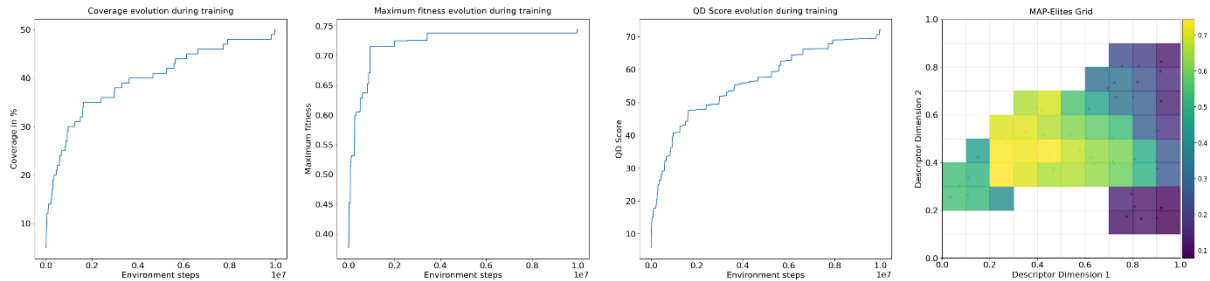 Coverage evolution during training
50
40
30
20
10
Coverage in %
0.0 0.2 0.4 0.6 0.8 1.0
1e7
Environment steps
Maximum fitness evolution during training
0.75
0.70
0.65
0.60
0.55
0.50
0.45
0.40
Maximum fitness
0.0 0.2 0.4 0.6 0.8 1.0
1e7
Environment steps
QD Score evolution during training
70
60
50
40
30
20
10
QD Score
0.0 0.2 0.4 0.6 0.8 1.0
1e7
Environment steps
MAP-Elites Grid
1.0
0.8
0.6
0.4
0.2
0.0
Descriptor Dimension 2
0.0 0.2 0.4 0.6 0.8 1.0
Descriptor Dimension 1
0.7
0.6
0.5
0.4
0.3
0.2
0.1